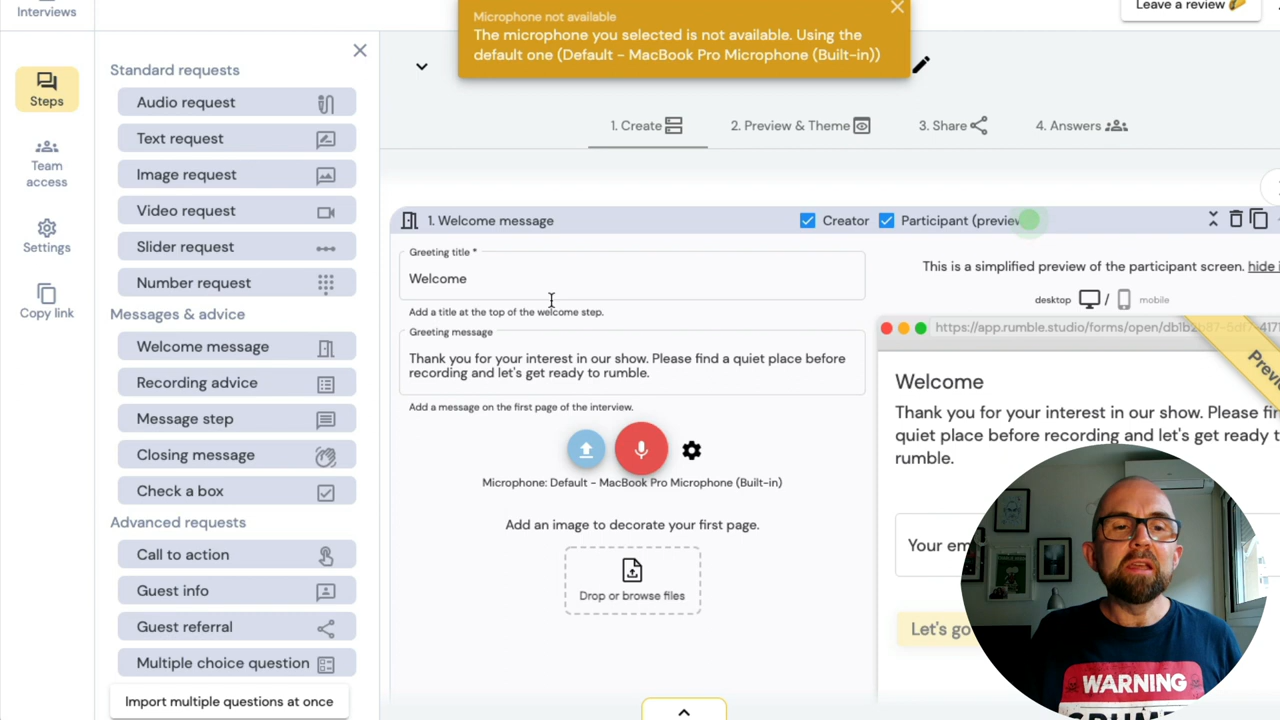 Interviews
Leave a review
Microphone not available
The microphone you selected is not available. Using the
default one (Default - MacBook Pro Microphone (Built-in))
Steps
Team
access
Settings
Copy link
Standard requests
Audio request
Text request
Image request
Video request
Slider request
Number request
Messages & advice
Welcome message
Recording advice
Message step
Closing message
Check a box
Advanced requests
Call to action
Guest info
Guest referral
Multiple choice question
Import multiple questions at once
1. Create
2. Preview & Theme
3. Share
4. Answers
1. Welcome message
Creator
Participant (preview
Greeting title *
Welcome
Add a title at the top of the welcome step.
Greeting message
Thank you for your interest in our show. Please find a quiet place before
recording and let's get ready to rumble.
Add a message on the first page of the interview.
Microphone: Default - MacBook Pro Microphone (Built-in)
Add an image to decorate your first page.
Drop or browse files
This is a simplified preview of the participant screen. hide
desktop / mobile
Welcome
Thank you for your interest in our show. Please
quiet place before recording and let's get ready
rumble.
Your
Let's go
WARNING